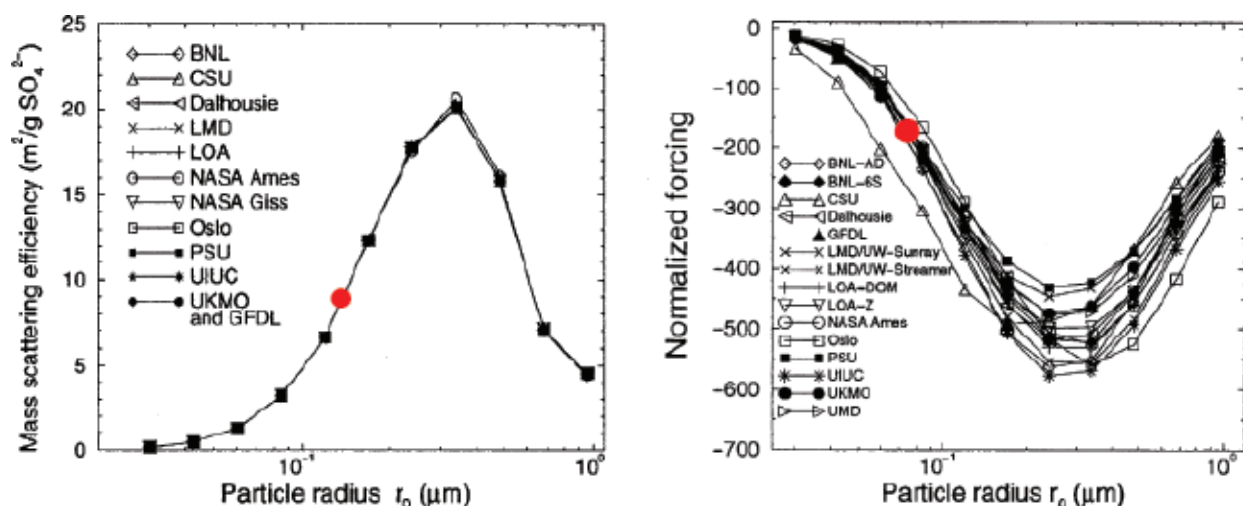 25
20
15
10
5
0
Mass scattering efficiency (m²/g SO₄²⁻)
BNL
CSU
Dalhousie
LMD
LOA
NASA Ames
NASA Giss
Oslo
PSU
UIUC
UKMO
and GFDL
10⁻¹
10⁰
Particle radius r₀ (μm)
0
-100
-200
-300
-400
-500
-600
-700
Normalized forcing
BNL-AD
BNL-6S
CSU
Dalhousie
GFDL
LMD/UW-Sunray
LMD/UW-Streamer
LOA-DOM
LOA-Z
NASA Ames
Oslo
PSU
UIUC
UKMO
UMD
10⁻¹
10⁰
Particle radius r₀ (μm)